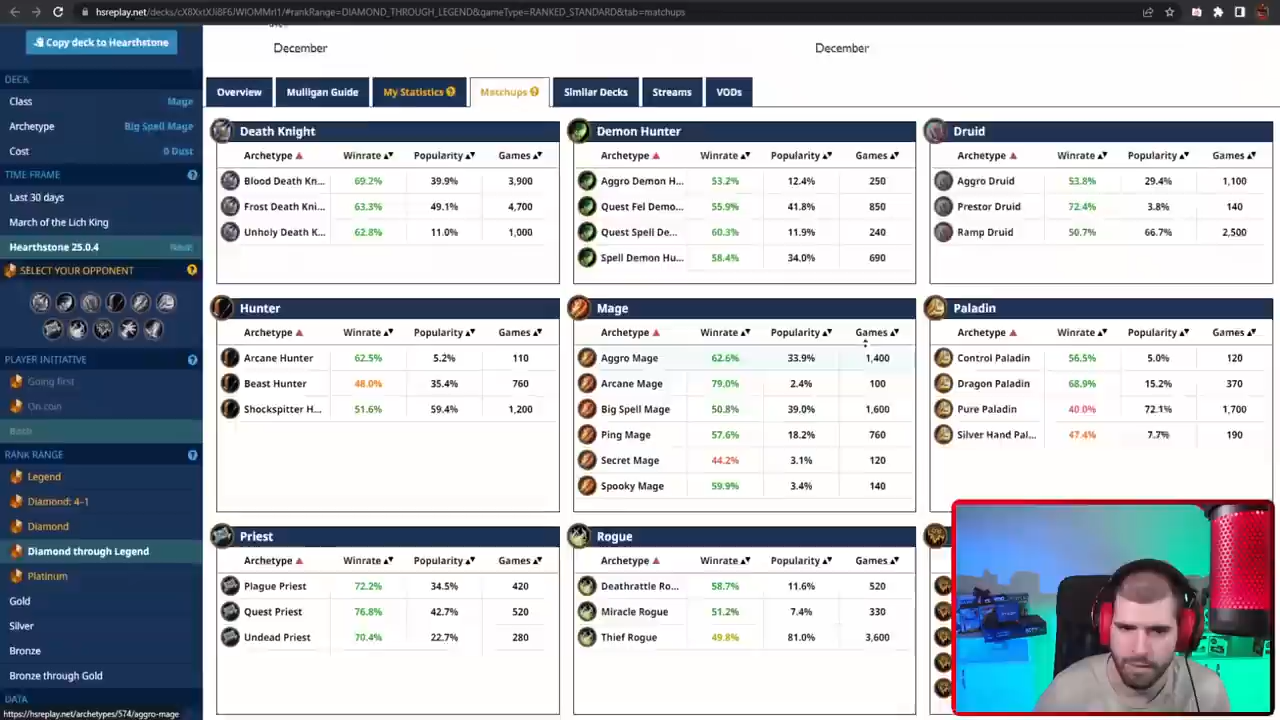 hsreplay.net/decks/cX8XxtXJi8F6JWIOMMrI1/#rankRange=DIAMOND_THROUGH_LEGEND&gameType=RANKED_STANDARD&tab=matchups
Copy deck to Hearthstone
DECK
Class Mage
Archetype Big Spell Mage
Cost 0 Dust
TIME FRAME
Last 30 days
March of the Lich King
Hearthstone 25.0.4 New
SELECT YOUR OPPONENT
PLAYER INITIATIVE
Going first
On coin
Both
RANK RANGE
Legend
Diamond: 4–1
Diamond
Diamond through Legend
Platinum
Gold
Silver
Bronze
Bronze through Gold
DATA
https://hsreplay.net/archetypes/574/aggro-mage
December December
Overview Mulligan Guide My Statistics Matchups Similar Decks Streams VODs
Death Knight
Archetype Winrate Popularity Games
Blood Death Kn... 69.2% 39.9% 3,900
Frost Death Kni... 63.3% 49.1% 4,700
Unholy Death K... 62.8% 11.0% 1,000
Demon Hunter
Archetype Winrate Popularity Games
Aggro Demon H... 53.2% 12.4% 250
Quest Fel Demo... 55.9% 41.8% 850
Quest Spell De... 60.3% 11.9% 240
Spell Demon Hu... 58.4% 34.0% 690
Druid
Archetype Winrate Popularity Games
Aggro Druid 53.8% 29.4% 1,100
Prestor Druid 72.4% 3.8% 140
Ramp Druid 50.7% 66.7% 2,500
Hunter
Archetype Winrate Popularity Games
Arcane Hunter 62.5% 5.2% 110
Beast Hunter 48.0% 35.4% 760
Shockspitter H... 51.6% 59.4% 1,200
Mage
Archetype Winrate Popularity Games
Aggro Mage 62.6% 33.9% 1,400
Arcane Mage 79.0% 2.4% 100
Big Spell Mage 50.8% 39.0% 1,600
Ping Mage 57.6% 18.2% 760
Secret Mage 44.2% 3.1% 120
Spooky Mage 59.9% 3.4% 140
Paladin
Archetype Winrate Popularity Games
Control Paladin 56.5% 5.0% 120
Dragon Paladin 68.9% 15.2% 370
Pure Paladin 40.0% 72.1% 1,700
Silver Hand Pal... 47.4% 7.7% 190
Priest
Archetype Winrate Popularity Games
Plague Priest 72.2% 34.5% 420
Quest Priest 76.8% 42.7% 520
Undead Priest 70.4% 22.7% 280
Rogue
Archetype Winrate Popularity Games
Deathrattle Ro... 58.7% 11.6% 520
Miracle Rogue 51.2% 7.4% 330
Thief Rogue 49.8% 81.0% 3,600